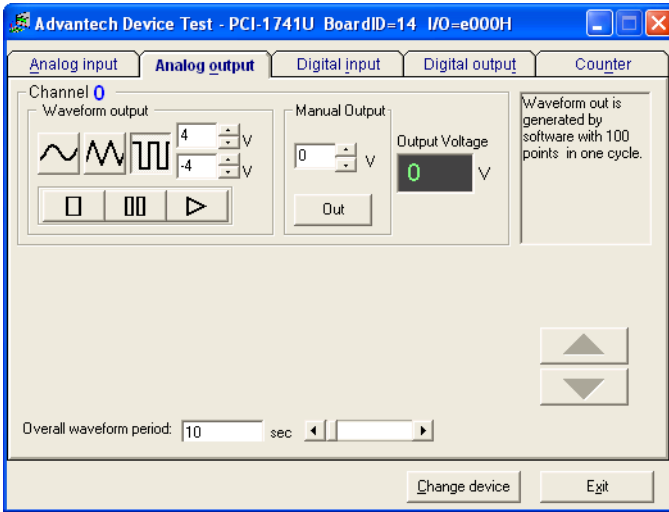 Advantech Device Test - PCI-1741U BoardID=14 I/O=e000H
Analog input
Analog output
Digital input
Digital output
Counter
Channel 0
Waveform output
4 V
-4 V
Manual Output
0 V
Out
Output Voltage
0 V
Waveform out is
generated by
software with 100
points in one cycle.
Overall waveform period: 10 sec
Change device
Exit